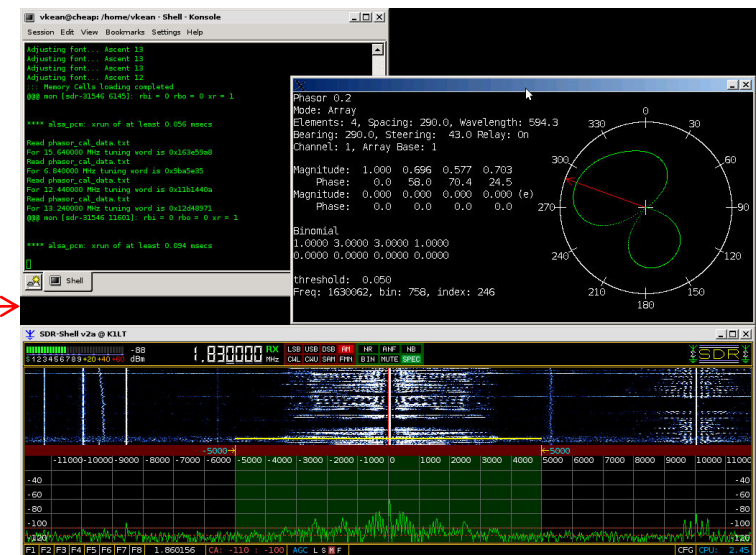 vkean@cheap: /home/vkean - Shell - Konsole
Session Edit View Bookmarks Settings Help
Adjusting font... Ascent 13
Adjusting font... Ascent 13
Adjusting font... Ascent 13
Adjusting font... Ascent 12
::: Memory Cells loading completed
@@@ mon [sdr-31546 6145]: rbi = 0 rbo = 0 xr = 1
**** alsa_pcm: xrun of at least 0.056 msecs
Read phasor_cal_data.txt
For 15.640000 MHz tuning word is 0x163e59a8
Read phasor_cal_data.txt
For 6.840000 MHz tuning word is 0x9ba5e35
Read phasor_cal_data.txt
For 12.440000 MHz tuning word is 0x11b1440a
Read phasor_cal_data.txt
For 13.240000 MHz tuning word is 0x12d48971
@@@ mon [sdr-31546 11601]: rbi = 0 rbo = 0 xr = 1
**** alsa_pcm: xrun of at least 0.094 msecs
Shell
Phasor 0.2
Mode: Array
Elements: 4, Spacing: 290.0, Wavelength: 594.3
Bearing: 290.0, Steering: 43.0 Relay: On
Channel: 1, Array Base: 1
Magnitude: 1.000 0.696 0.577 0.703
Phase: 0.0 58.0 70.4 24.5
Magnitude: 0.000 0.000 0.000 0.000 (e)
Phase: 0.0 0.0 0.0 0.0
Binomial
1.0000 3.0000 3.0000 1.0000
0.0000 0.0000 0.0000 0.0000
threshold: 0.050
Freq: 1630062, bin: 758, index: 246
0
330 30
300
270 90
240 120
210 150
180
SDR-Shell v2a @ K1LT
S 1 2 3 4 5 6 7 8 9 +20 +40 +60 -88 dBm
1.830000 RX MHz
LSB USB DSB AM NR ANF NB
CWL CWU SAM FMN BIN MUTE SPEC
SDR
-5000 -5000
-11000 -10000 -9000 -8000 -7000 -6000 -5000 -4000 -3000 -2000 -1000 0 1000 2000 3000 4000 5000 6000 7000 8000 9000 10000 11000
-40 -40
-60 -60
-80 -80
-100 -100
-120 -120
F1 F2 F3 F4 F5 F6 F7 F8 1.860156 CA: -110 : -100 AGC L S M F CFG CPU: 2.45